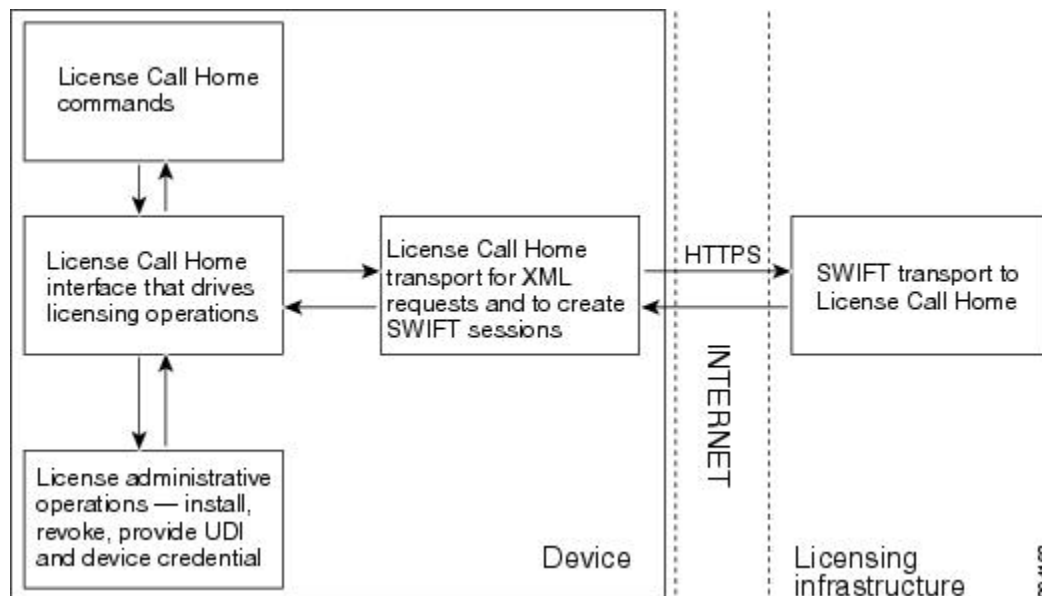 License Call Home
commands
License Call Home
interface that drives
licensing operations
License Call Home
transport for XML
requests and to create
SWIFT sessions
HTTPS
SWIFT transport to
License Call Home
INTERNET
License administrative
operations — install,
revoke, provide UDI
and device credential
Device
Licensing
infrastructure